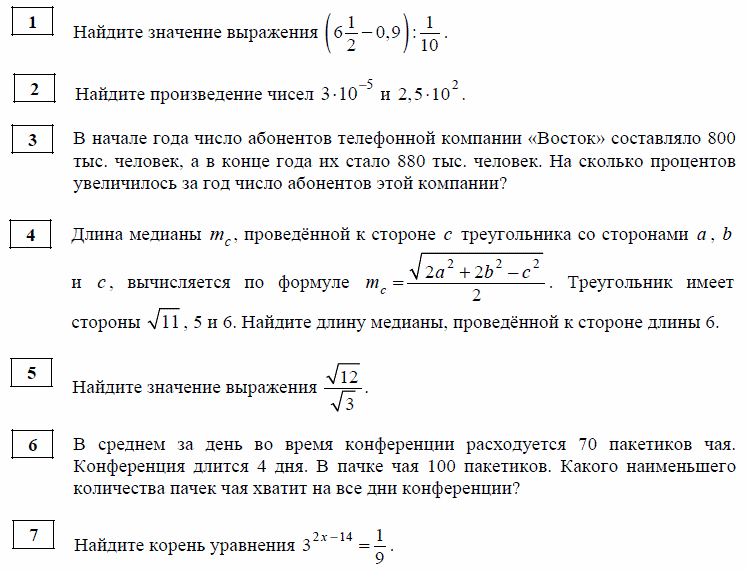 1 Найдите значение выражения (6 1/2 − 0,9) : 1/10 .
2 Найдите произведение чисел 3·10⁻⁵ и 2,5·10².
3 В начале года число абонентов телефонной компании «Восток» составляло 800
тыс. человек, а в конце года их стало 880 тыс. человек. На сколько процентов
увеличилось за год число абонентов этой компании?
4 Длина медианы m_c, проведённой к стороне c треугольника со сторонами a, b
и c, вычисляется по формуле m_c = √(2a² + 2b² − c²)/2 . Треугольник имеет
стороны √11, 5 и 6. Найдите длину медианы, проведённой к стороне длины 6.
5 Найдите значение выражения √12/√3 .
6 В среднем за день во время конференции расходуется 70 пакетиков чая.
Конференция длится 4 дня. В пачке чая 100 пакетиков. Какого наименьшего
количества пачек чая хватит на все дни конференции?
7 Найдите корень уравнения 3^(2x−14) = 1/9 .